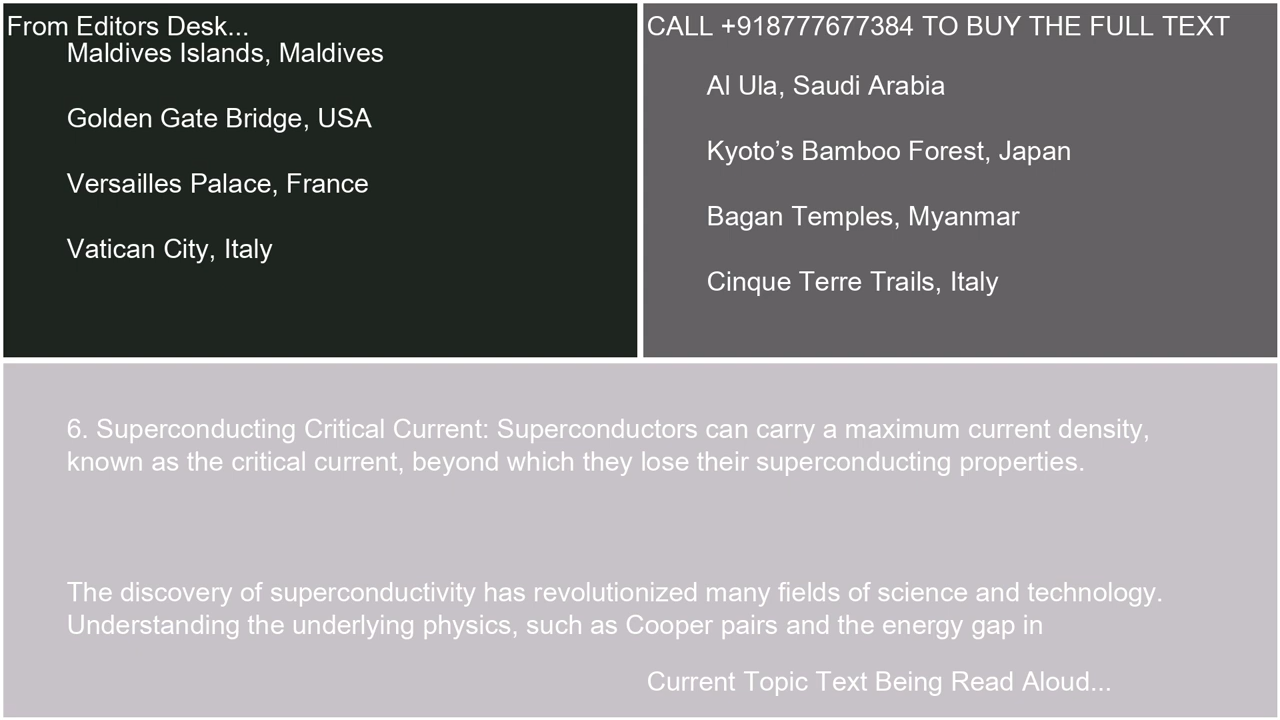 From Editors Desk...
Maldives Islands, Maldives
Golden Gate Bridge, USA
Versailles Palace, France
Vatican City, Italy
CALL +918777677384 TO BUY THE FULL TEXT
Al Ula, Saudi Arabia
Kyoto’s Bamboo Forest, Japan
Bagan Temples, Myanmar
Cinque Terre Trails, Italy
6. Superconducting Critical Current: Superconductors can carry a maximum current density,
known as the critical current, beyond which they lose their superconducting properties.
The discovery of superconductivity has revolutionized many fields of science and technology.
Understanding the underlying physics, such as Cooper pairs and the energy gap in
Current Topic Text Being Read Aloud...